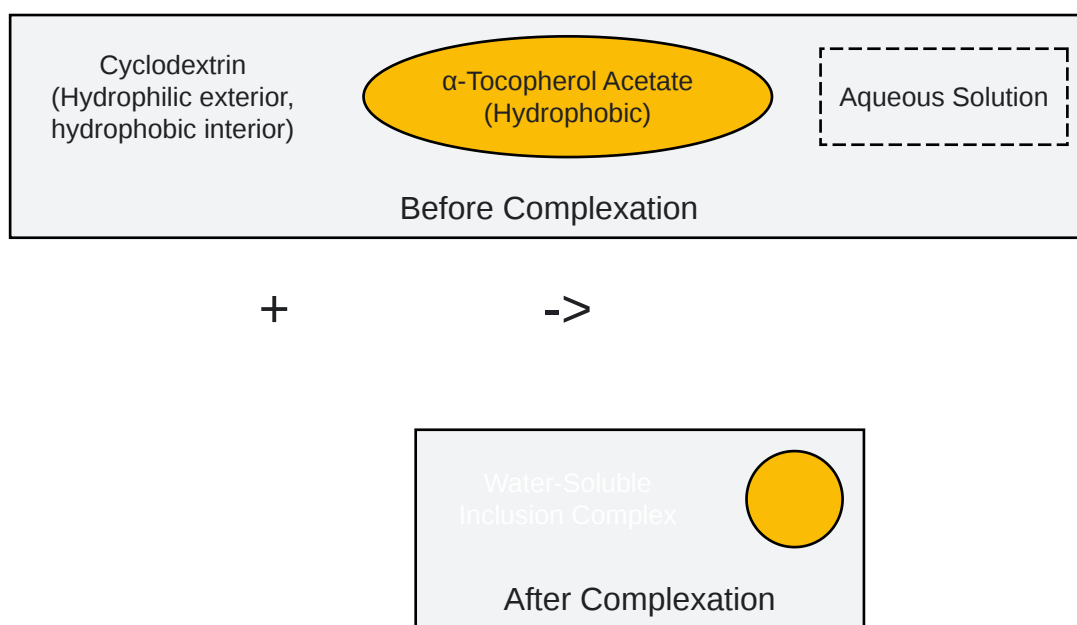 Cyclodextrin
(Hydrophilic exterior,
hydrophobic interior)
α-Tocopherol Acetate
(Hydrophobic)
Aqueous Solution
Before Complexation
+
->
Water-Soluble
Inclusion Complex
After Complexation